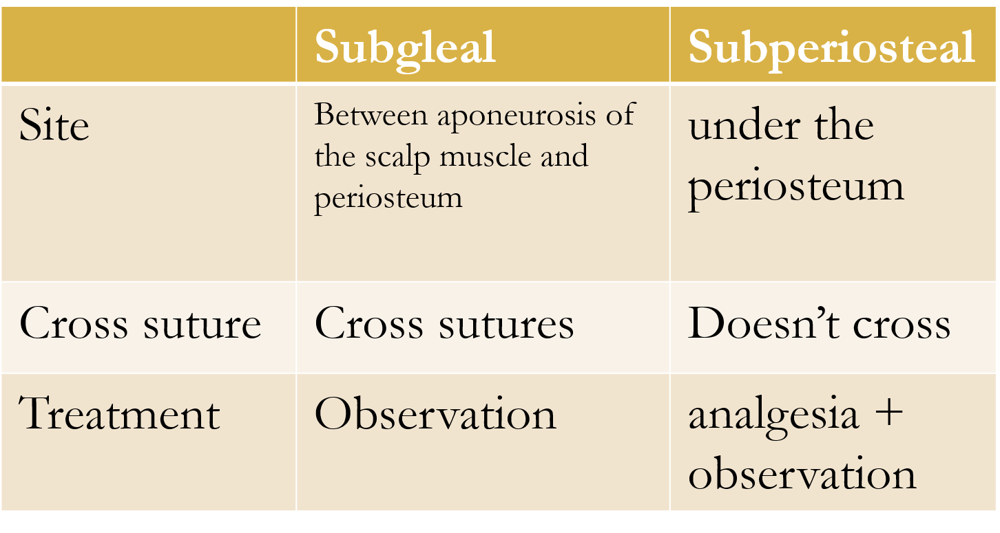 Subgleal
Subperiosteal
Site
Between aponeurosis of
the scalp muscle and
periosteum
under the
periosteum
Cross suture
Cross sutures
Doesn’t cross
Treatment
Observation
analgesia +
observation